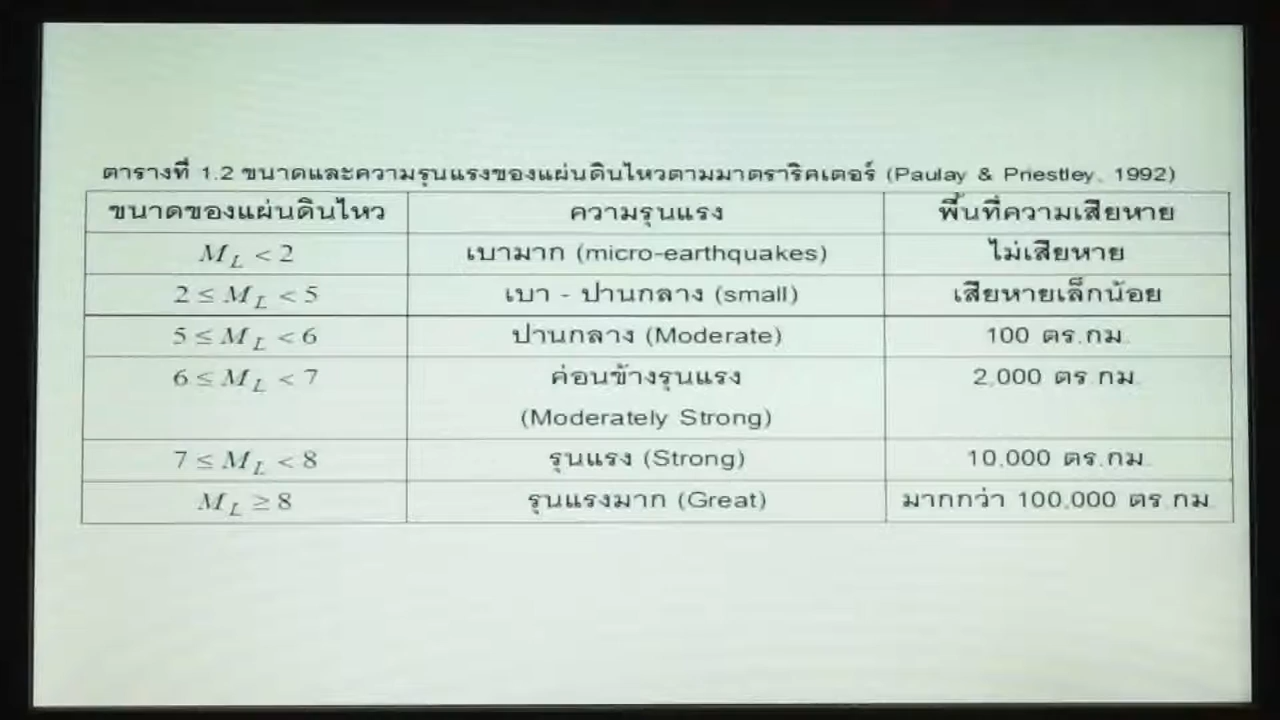 ตารางที่ 1.2 ขนาดและความรุนแรงของแผ่นดินไหวตามมาตราริคเตอร์ (Paulay & Priestley, 1992)
ขนาดของแผ่นดินไหว ความรุนแรง พื้นที่ความเสียหาย
M_L < 2 เบามาก (micro-earthquakes) ไม่เสียหาย
2 ≤ M_L < 5 เบา - ปานกลาง (small) เสียหายเล็กน้อย
5 ≤ M_L < 6 ปานกลาง (Moderate) 100 ตร.กม.
6 ≤ M_L < 7 ค่อนข้างรุนแรง 2,000 ตร.กม.
(Moderately Strong)
7 ≤ M_L < 8 รุนแรง (Strong) 10,000 ตร.กม.
M_L ≥ 8 รุนแรงมาก (Great) มากกว่า 100,000 ตร.กม.